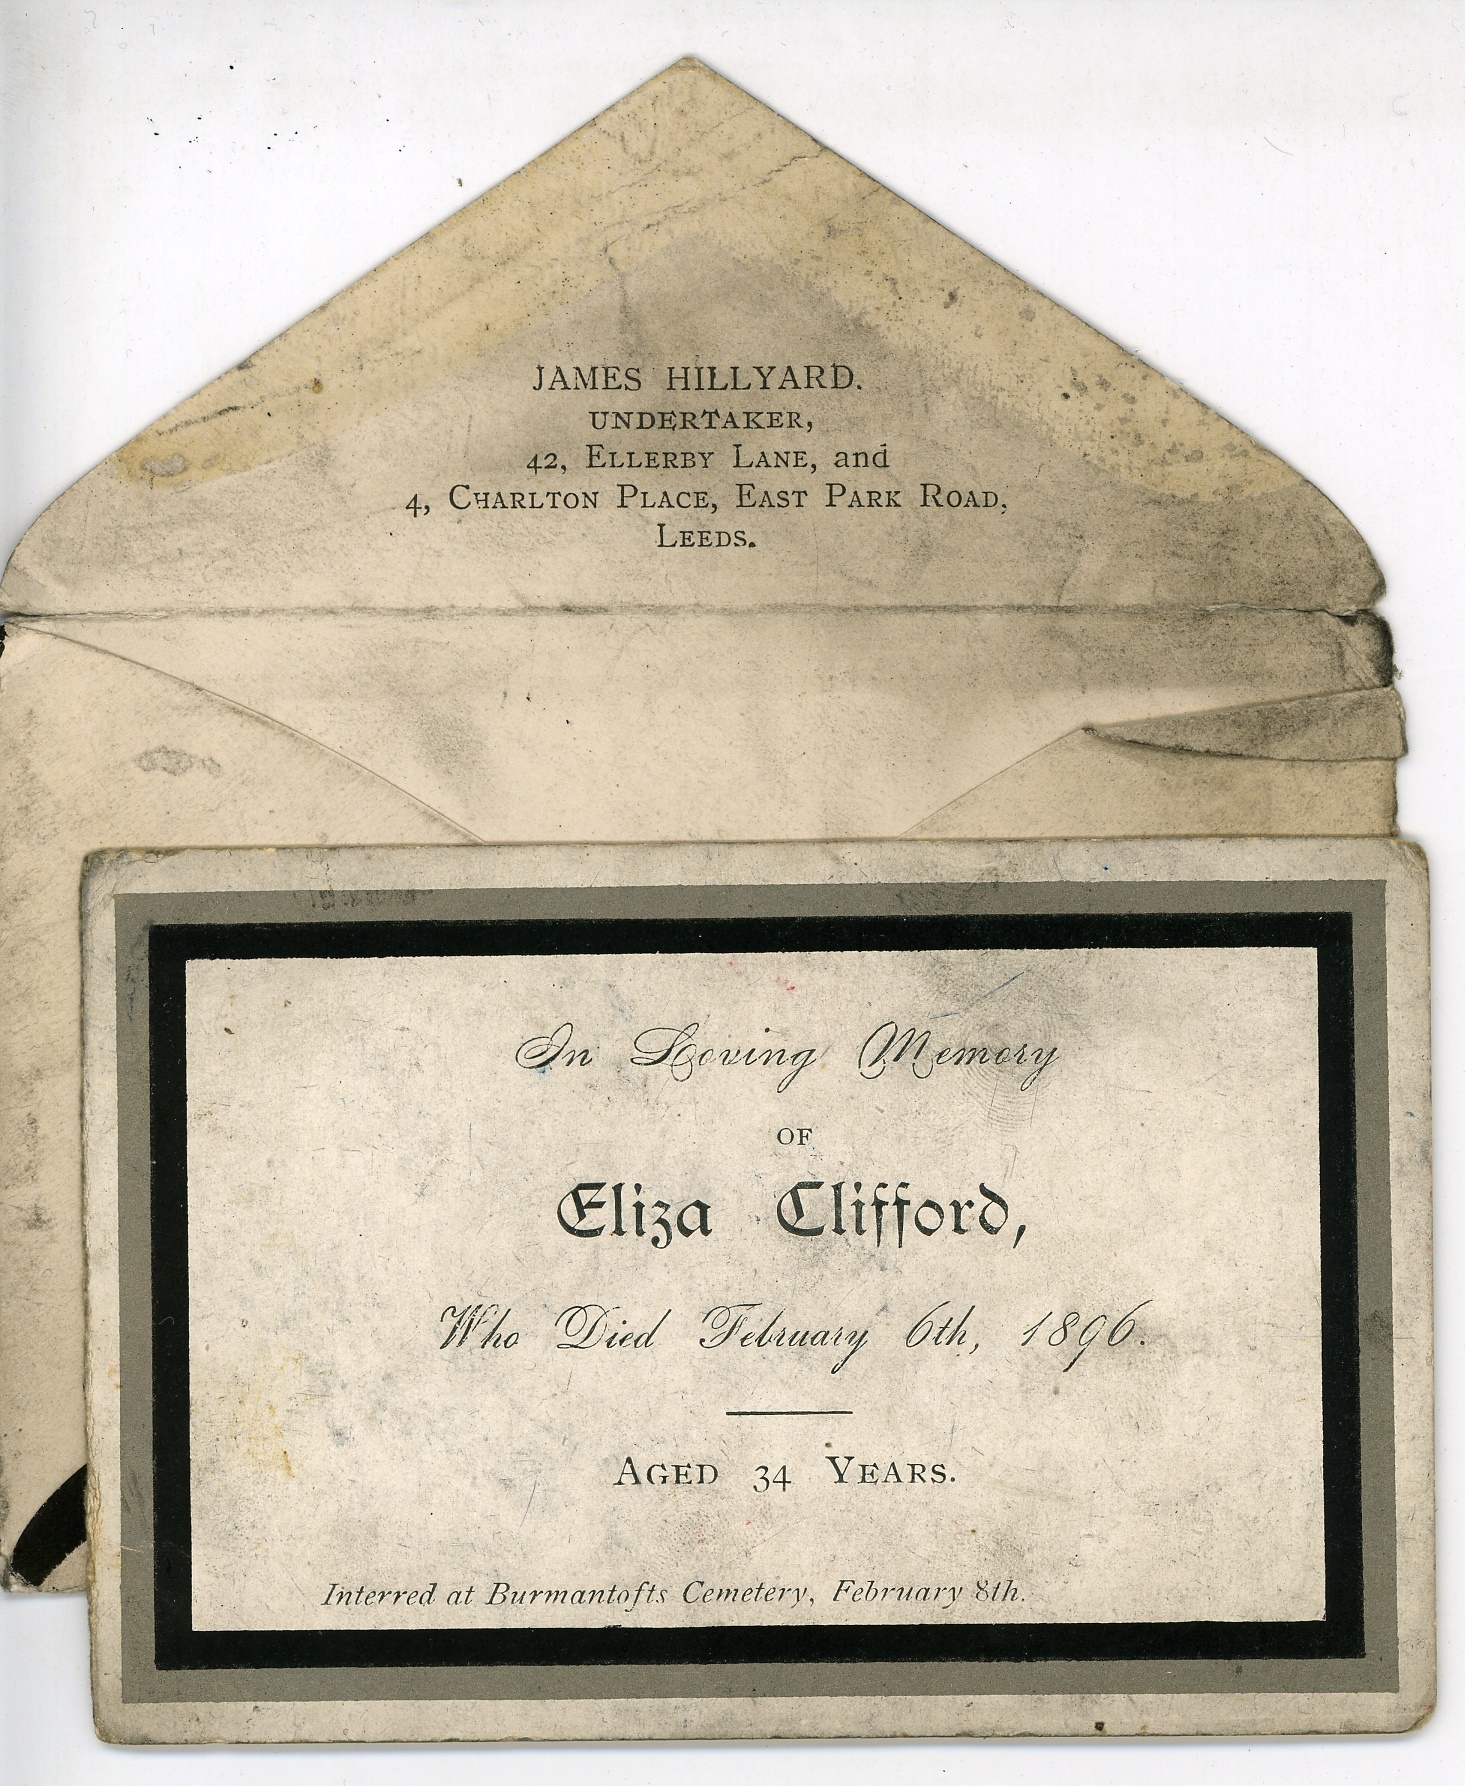 JAMES HILLYARD.
UNDERTAKER,
42, ELLERBY LANE, and
4, CHARLTON PLACE, EAST PARK ROAD,
LEEDS.
In Loving Memory
OF
Eliza Clifford,
Who Died February 6th, 1896.
AGED 34 YEARS.
Interred at Burmantofts Cemetery, February 8th.